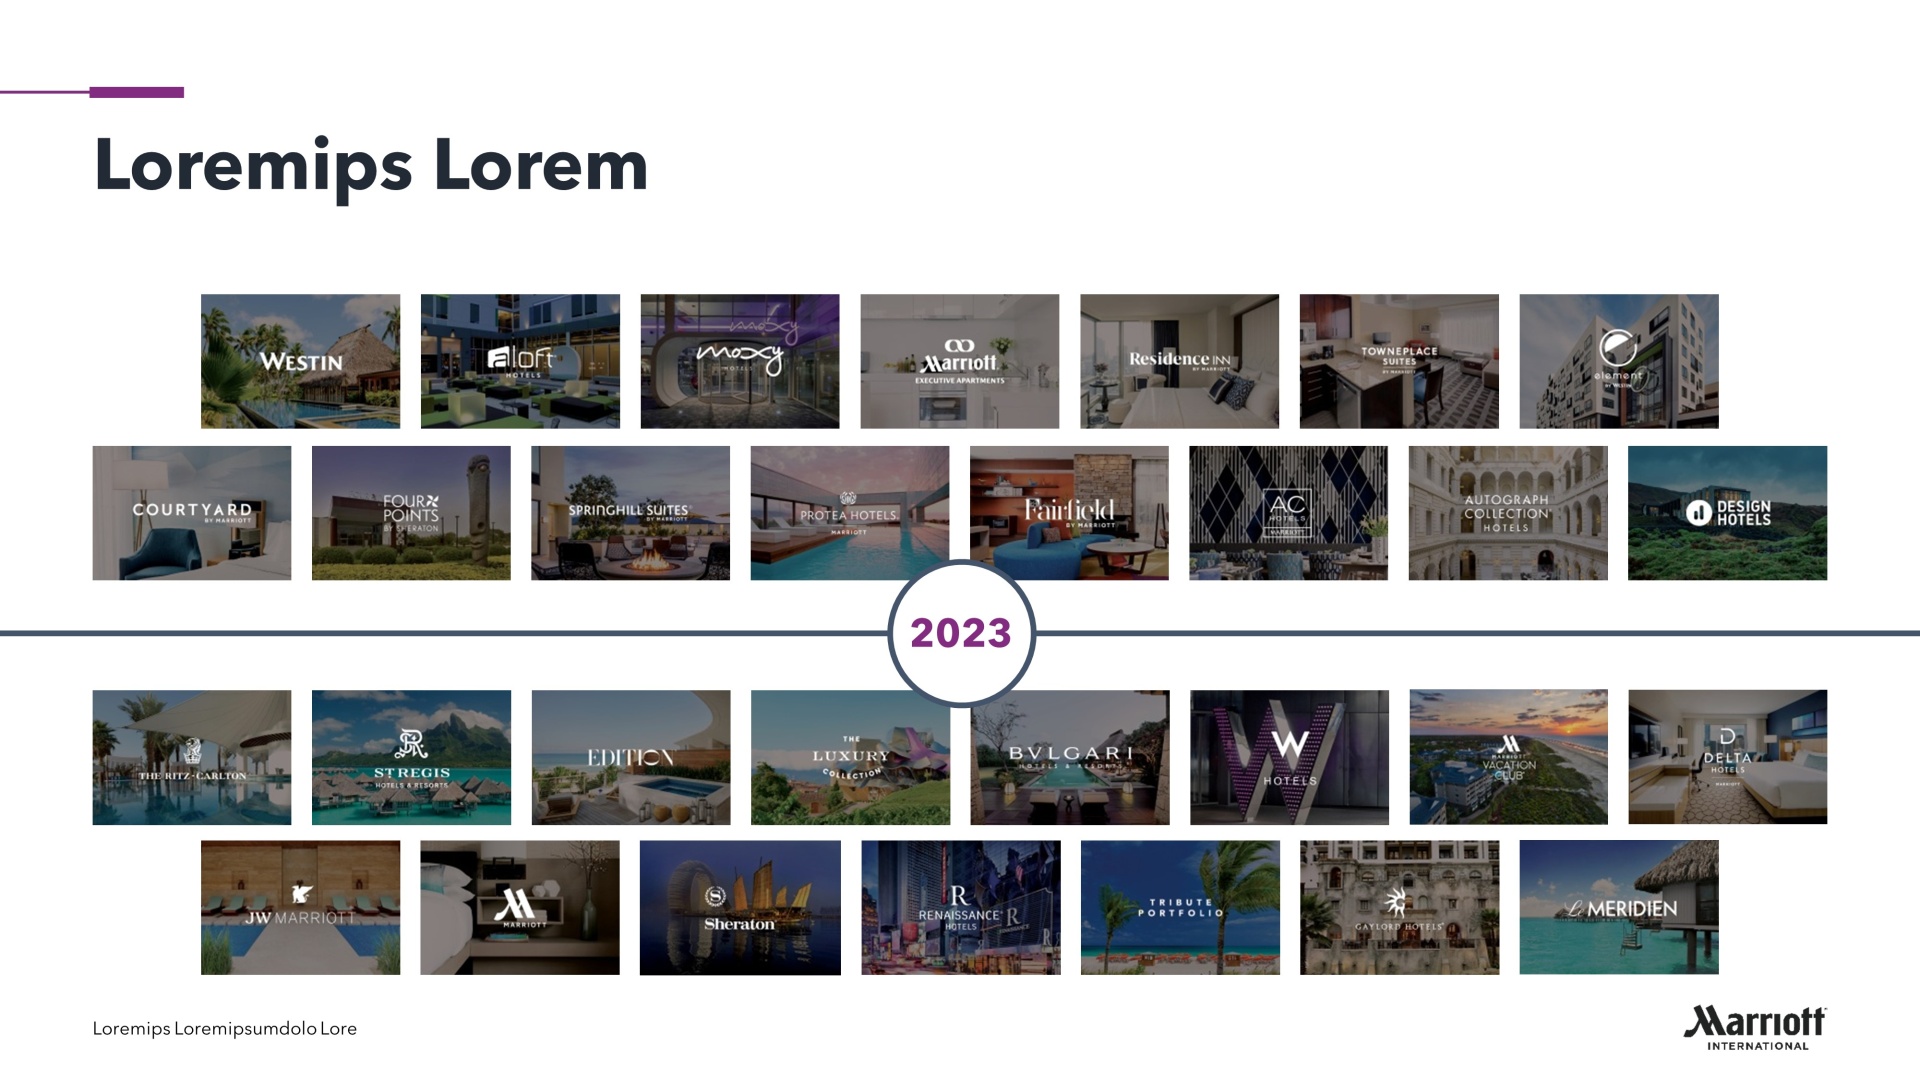 Loremips Lorem
WESTIN
aloft
HOTELS
moxy
HOTELS
Marriott
EXECUTIVE APARTMENTS
Residence INN
BY MARRIOTT
TOWNEPLACE
SUITES
BY MARRIOTT
element
BY WESTIN
COURTYARD
BY MARRIOTT
FOUR
POINTS
BY SHERATON
SPRINGHILL SUITES
BY MARRIOTT
PROTEA HOTELS
MARRIOTT
Fairfield
BY MARRIOTT
AC
HOTELS
MARRIOTT
AUTOGRAPH
COLLECTION
HOTELS
DESIGN
HOTELS
2023
THE RITZ-CARLTON
STREGIS
HOTELS & RESORTS
EDITION
THE
LUXURY
COLLECTION
BVLGARI
HOTELS & RESORTS
W
HOTELS
MARRIOTT
VACATION
CLUB
D
DELTA
HOTELS
MARRIOTT
JW MARRIOTT
MARRIOTT
S
Sheraton
R
RENAISSANCE
HOTELS
TRIBUTE
PORTFOLIO
GAYLORD HOTELS
Le MERIDIEN
Loremips Loremipsumdolo Lore
Marriott
INTERNATIONAL